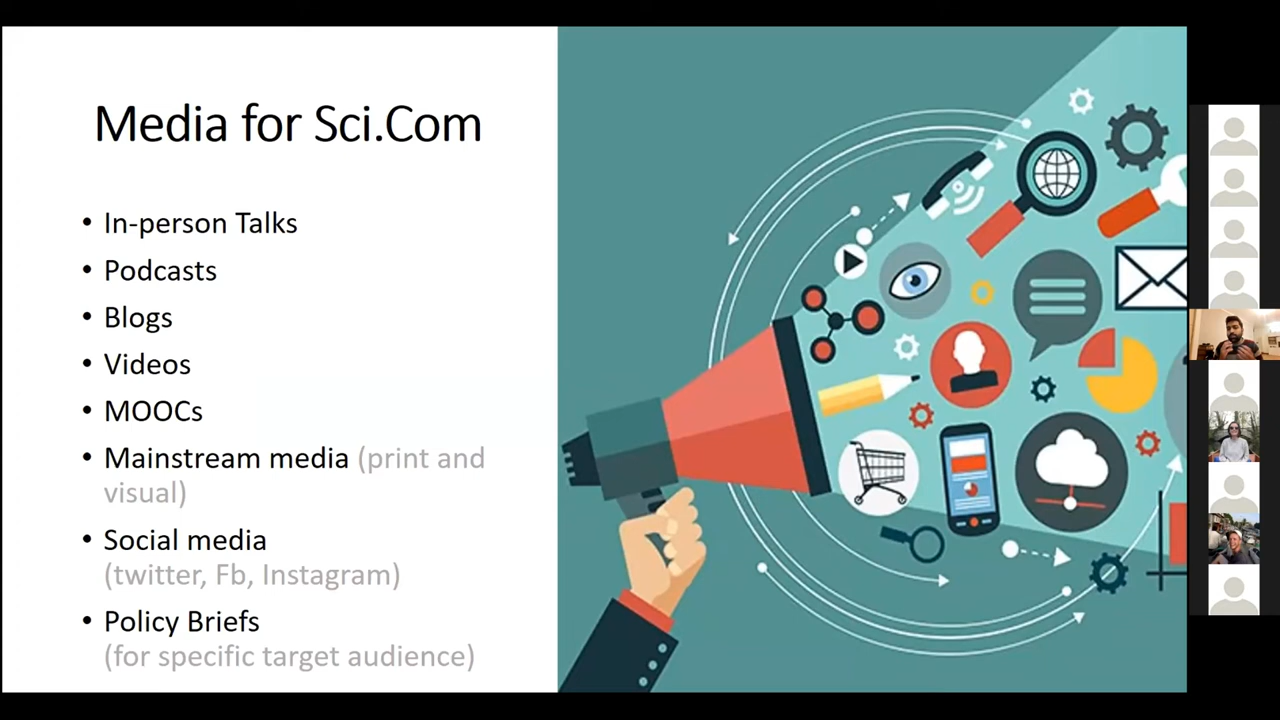 Media for Sci.Com
• In-person Talks
• Podcasts
• Blogs
• Videos
• MOOCs
• Mainstream media (print and
visual)
• Social media
(twitter, Fb, Instagram)
• Policy Briefs
(for specific target audience)